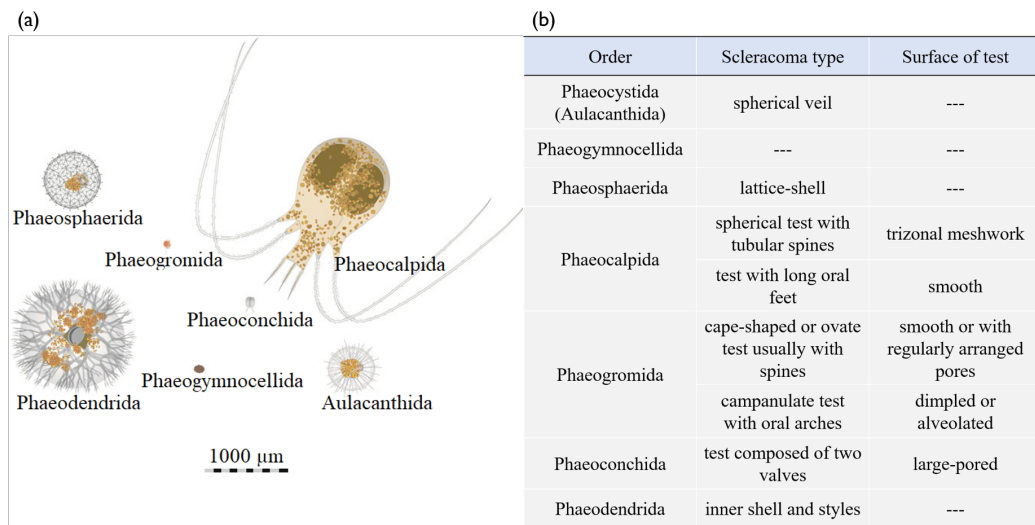 (a)
Phaeosphaerida
Phaeogromida
Phaeocalpida
Phaeoconchida
Phaeodendrida
Phaeogymnocellida
Aulacanthida
1000 μm
(b)
Order Scleracoma type Surface of test
Phaeocystida
(Aulacanthida)
spherical veil
---
Phaeogymnocellida --- ---
Phaeosphaerida lattice-shell ---
Phaeocalpida
spherical test with
tubular spines
trizonal meshwork
test with long oral
feet
smooth
Phaeogromida
cape-shaped or ovate
test usually with
spines
smooth or with
regularly arranged
pores
campanulate test
with oral arches
dimpled or
alveolated
Phaeoconchida
test composed of two
valves
large-pored
Phaeodendrida inner shell and styles ---